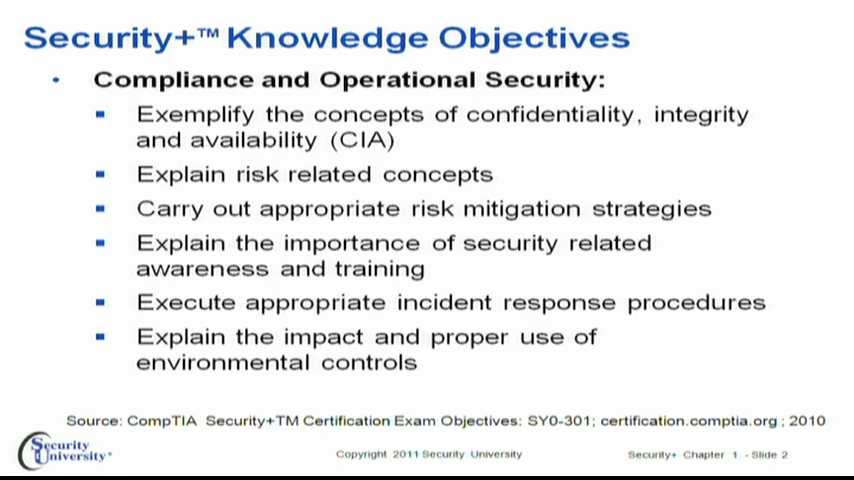 Security+™ Knowledge Objectives
• Compliance and Operational Security:
▪ Exemplify the concepts of confidentiality, integrity
and availability (CIA)
▪ Explain risk related concepts
▪ Carry out appropriate risk mitigation strategies
▪ Explain the importance of security related
awareness and training
▪ Execute appropriate incident response procedures
▪ Explain the impact and proper use of
environmental controls
Source: CompTIA Security+TM Certification Exam Objectives: SY0-301; certification.comptia.org ; 2010
Security
University
Copyright 2011 Security University
Security+ Chapter 1 - Slide 2